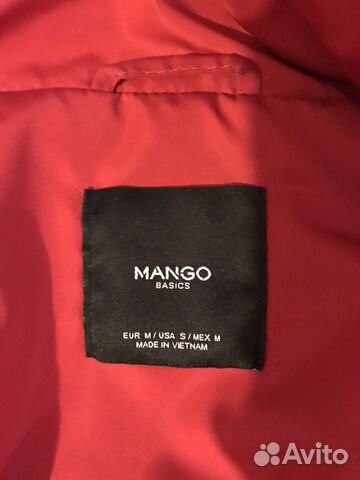 MANGO
BASICS
EUR M / USA S / MEX M
MADE IN VIETNAM
Avito